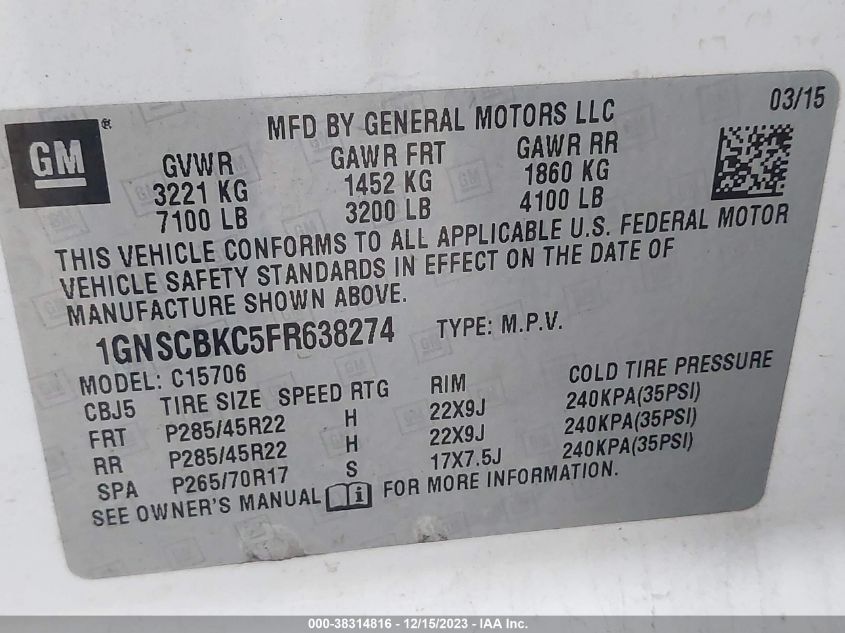 GM ®
MFD BY GENERAL MOTORS LLC 03/15
GVWR GAWR FRT GAWR RR
3221 KG 1452 KG 1860 KG
7100 LB 3200 LB 4100 LB
THIS VEHICLE CONFORMS TO ALL APPLICABLE U.S. FEDERAL MOTOR
VEHICLE SAFETY STANDARDS IN EFFECT ON THE DATE OF
MANUFACTURE SHOWN ABOVE.
1GNSCBKC5FR638274 TYPE: M.P.V.
MODEL: C15706
CBJ5 TIRE SIZE SPEED RTG RIM COLD TIRE PRESSURE
FRT P285/45R22 H 22X9J 240KPA(35PSI)
RR P285/45R22 H 22X9J 240KPA(35PSI)
SPA P265/70R17 S 17X7.5J 240KPA(35PSI)
SEE OWNER'S MANUAL i FOR MORE INFORMATION.
000-38314816 - 12/15/2023 - Copyright © IAA, Inc.